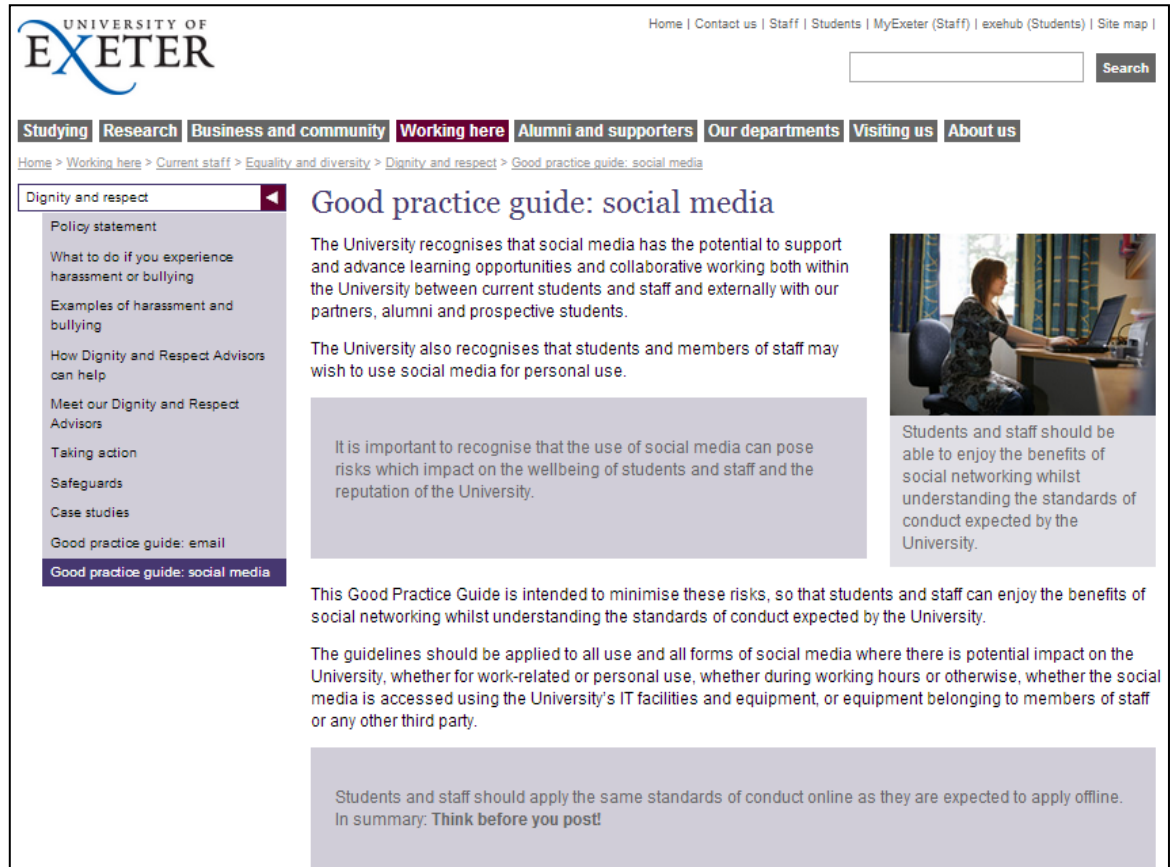 UNIVERSITY OF
EXETER
Home | Contact us | Staff | Students | MyExeter (Staff) | exehub (Students) | Site map |
Search
Studying Research Business and community Working here Alumni and supporters Our departments Visiting us About us
Home > Working here > Current staff > Equality and diversity > Dignity and respect > Good practice guide: social media
Dignity and respect
Policy statement
What to do if you experience
harassment or bullying
Examples of harassment and
bullying
How Dignity and Respect Advisors
can help
Meet our Dignity and Respect
Advisors
Taking action
Safeguards
Case studies
Good practice guide: email
Good practice guide: social media
Good practice guide: social media
The University recognises that social media has the potential to support
and advance learning opportunities and collaborative working both within
the University between current students and staff and externally with our
partners, alumni and prospective students.
The University also recognises that students and members of staff may
wish to use social media for personal use.
It is important to recognise that the use of social media can pose
risks which impact on the wellbeing of students and staff and the
reputation of the University.
Students and staff should be
able to enjoy the benefits of
social networking whilst
understanding the standards of
conduct expected by the
University.
This Good Practice Guide is intended to minimise these risks, so that students and staff can enjoy the benefits of
social networking whilst understanding the standards of conduct expected by the University.
The guidelines should be applied to all use and all forms of social media where there is potential impact on the
University, whether for work-related or personal use, whether during working hours or otherwise, whether the social
media is accessed using the University's IT facilities and equipment, or equipment belonging to members of staff
or any other third party.
Students and staff should apply the same standards of conduct online as they are expected to apply offline.
In summary: Think before you post!